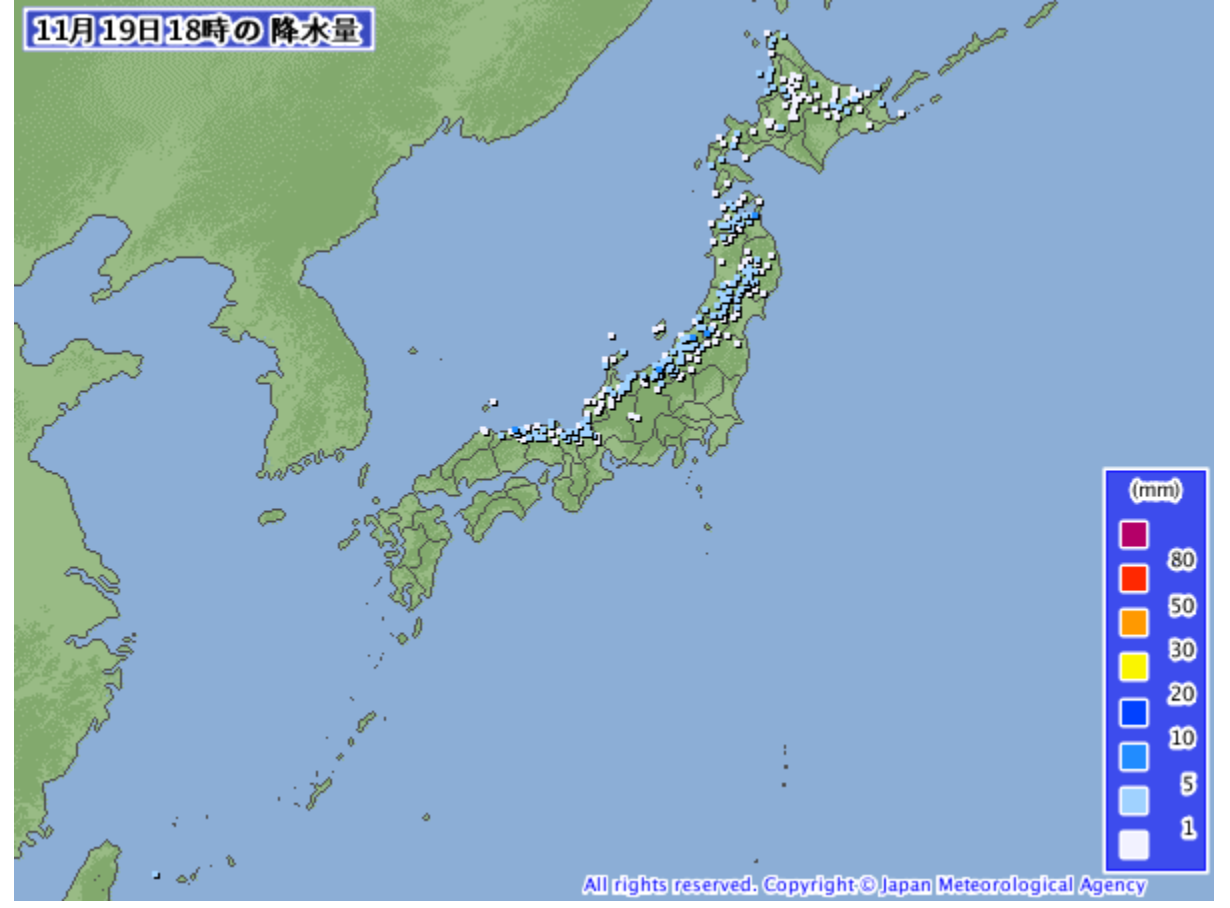 11月19日18時の 降水量
(mm)
80
50
30
20
10
5
1
All rights reserved. Copyright © Japan Meteorological Agency